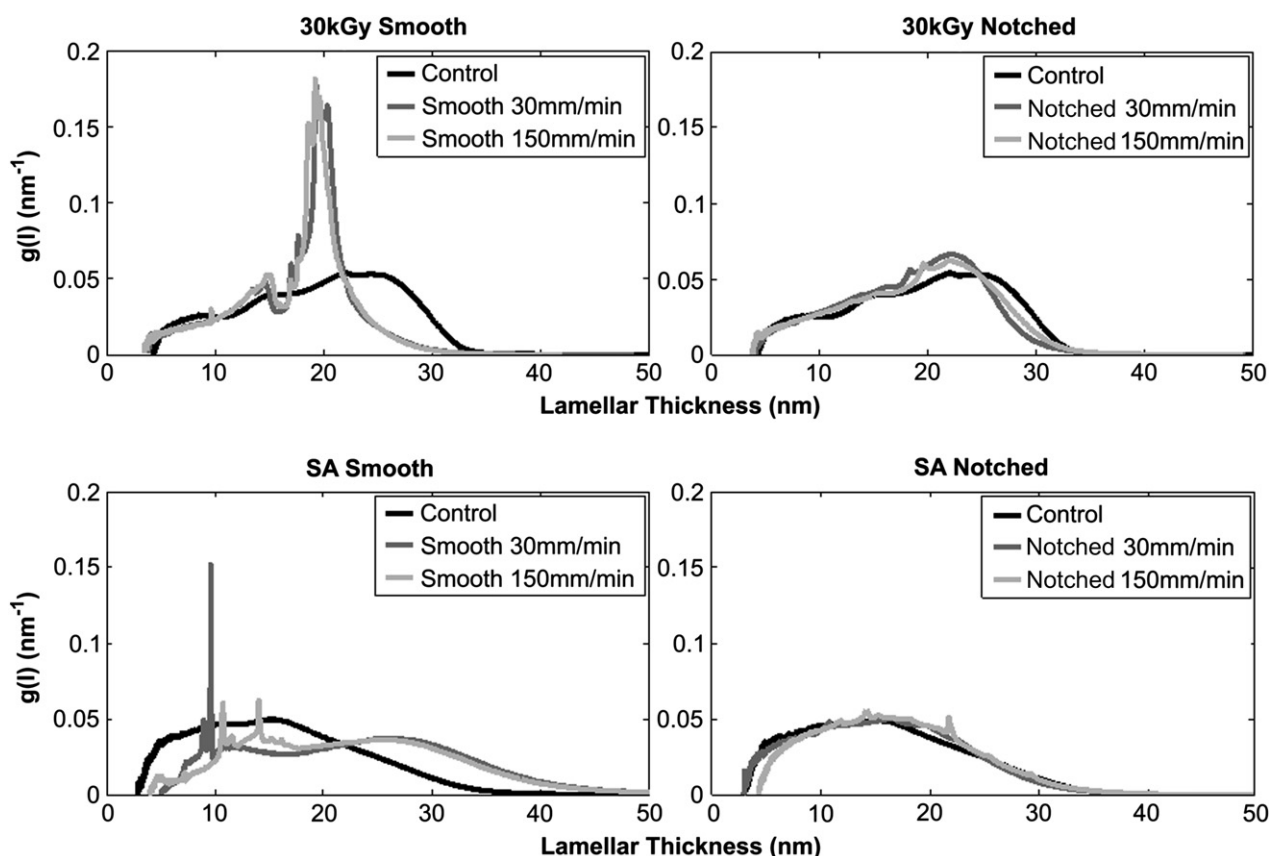 30kGy Smooth
0.2
0.15
0.1
0.05
0
g(l) (nm⁻¹)
Control
Smooth 30mm/min
Smooth 150mm/min
0 10 20 30 40 50
30kGy Notched
0.2
0.15
0.1
0.05
0
Control
Notched 30mm/min
Notched 150mm/min
0 10 20 30 40 50
Lamellar Thickness (nm)
SA Smooth
0.2
0.15
0.1
0.05
0
g(l) (nm⁻¹)
Control
Smooth 30mm/min
Smooth 150mm/min
0 10 20 30 40 50
SA Notched
0.2
0.15
0.1
0.05
0
Control
Notched 30mm/min
Notched 150mm/min
0 10 20 30 40 50
Lamellar Thickness (nm)